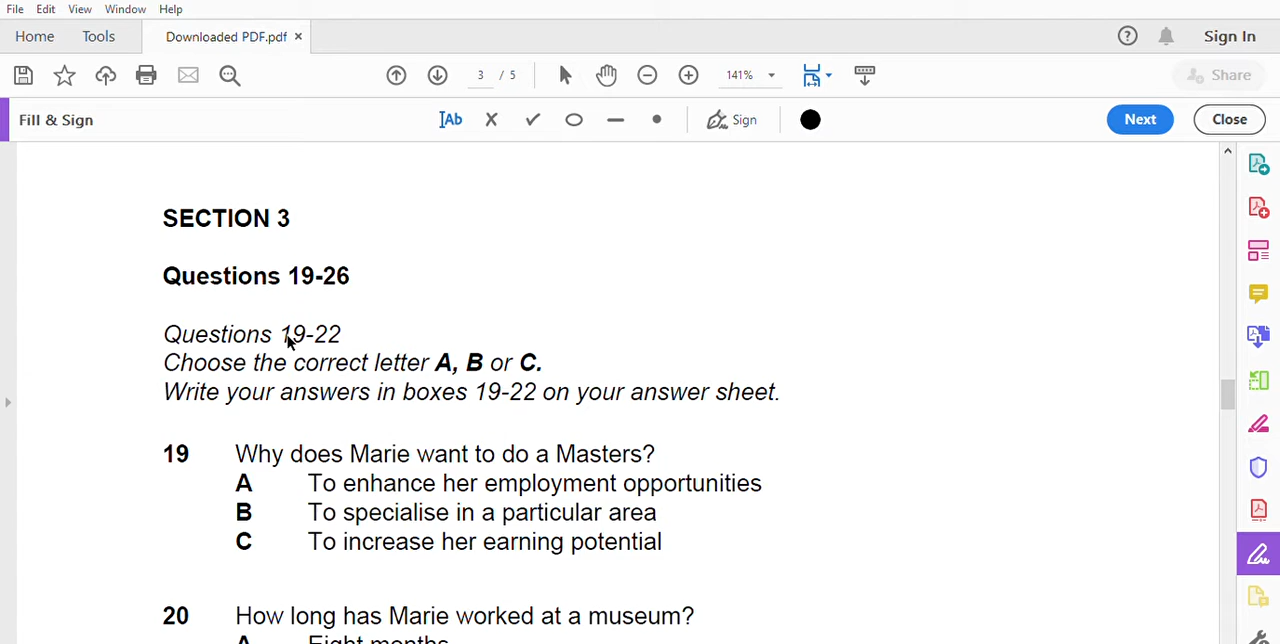 File Edit View Window Help
Home Tools Downloaded PDF.pdf × ? Sign In
3 / 5 141% Share
Fill & Sign Ab Sign Next Close
SECTION 3
Questions 19-26
Questions 19-22
Choose the correct letter A, B or C.
Write your answers in boxes 19-22 on your answer sheet.
19 Why does Marie want to do a Masters?
A To enhance her employment opportunities
B To specialise in a particular area
C To increase her earning potential
20 How long has Marie worked at a museum?
A Eight months